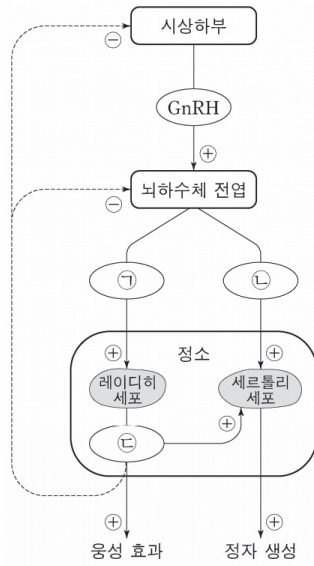 시상하부
⊖
GnRH
⊕
뇌하수체 전엽
⊖
㉠ ㉡
정소
⊕ ⊕
레이디히 세포르톨리
세포 세포
㉢ ⊕
⊕ ⊕
웅성 효과 정자 생성